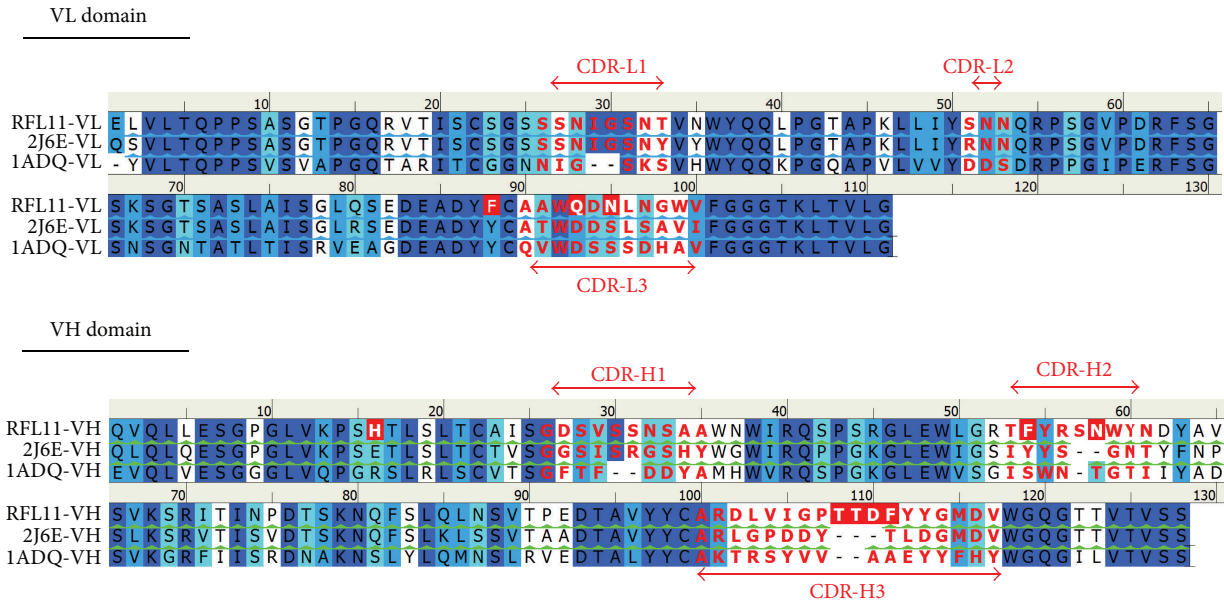 VL domain
CDR-L1 CDR-L2
10 20 30 40 50 60
RFL11-VL ELVLTQPPSASGTPGQRVTISCSGSSSNIGSNTVNWYQQLPGTAPKLLIYSNNQRPSGVPDRFSG
2J6E-VL QSVLTQPPSASGTPGQRVTISCSGSSSNIGSNYVYWYQQLPGTAPKLLIYRNNQRPSGVPDRFSG
1ADQ-VL -YVLTQPPSVSVAPGQTARITCGGNNIG--SKSVHWYQQKPGQAPVLVVYDDSDRPPGIPERFSG
70 80 90 100 110 120 130
RFL11-VL SKSGTSASLAISGLQSEDEADYFCAAWQDNLNGWVFGGGTKLTVLG
2J6E-VL SKSGTSASLAISGLRSEDEADYYCATWDDSLSAVIFGGGTKLTVLG
1ADQ-VL SNSGNTATLTISRVEAGDEADYYCQVWDSSSDHAVFGGGTKLTVLG
CDR-L3
VH domain
CDR-H1 CDR-H2
10 20 30 40 50 60
RFL11-VH QVQLLESGPGLVKPSHTLSLTCAISGDSVSSNSAAWNWIRQSPSRGLEWLGRTFYRSNWYNDYAV
2J6E-VH QLQLQESGPGLVKPSETLSLTCTVSGGSISRGSHYWGWIRQPPGKGLEWIGSIYYS--GNTYFNP
1ADQ-VH EVQLVESGGGLVQPGRSLRLSCVTSGFTF--DDYAMHWVRQSPGKGLEWVSGISWN-TGTIIYAD
70 80 90 100 110 120 130
RFL11-VH SVKSRITINPDTSKNQFSLQLNSVTPEDTAVYYCARDLVIGPTTDFYYGMDVWGQGTTVTVSS
2J6E-VH SLKSRVTISVDTSKNQFSLKLSSVTAADTAVYYCARLGPDDY---TLDGMDVWGQGTTVTVSS
1ADQ-VH SVKGRFIISRDNAKNSLYLQMNSLRVEDTALYYCAKTRSYVV--AAEYYFHYWGQGILVTVSS
CDR-H3